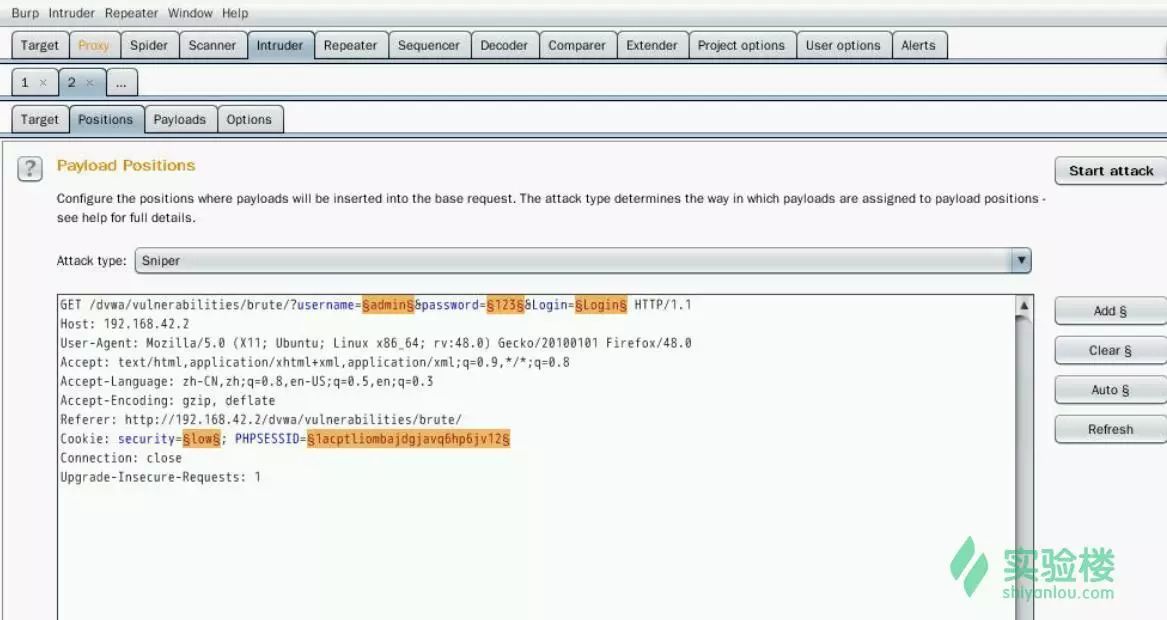 Burp Intruder Repeater Window Help
Target Proxy Spider Scanner Intruder Repeater Sequencer Decoder Comparer Extender Project options User options Alerts
1 × 2 × ...
Target Positions Payloads Options
? Payload Positions
Start attack
Configure the positions where payloads will be inserted into the base request. The attack type determines the way in which payloads are assigned to payload positions -
see help for full details.
Attack type: Sniper
GET /dvwa/vulnerabilities/brute/?username=§admin§&password=§123§&Login=§Login§ HTTP/1.1
Host: 192.168.42.2
User-Agent: Mozilla/5.0 (X11; Ubuntu; Linux x86_64; rv:48.0) Gecko/20100101 Firefox/48.0
Accept: text/html,application/xhtml+xml,application/xml;q=0.9,*/*;q=0.8
Accept-Language: zh-CN,zh;q=0.8,en-US;q=0.5,en;q=0.3
Accept-Encoding: gzip, deflate
Referer: http://192.168.42.2/dvwa/vulnerabilities/brute/
Cookie: security=§low§; PHPSESSID=§1acptliombajdgjavq6hp6jv12§
Connection: close
Upgrade-Insecure-Requests: 1
Add §
Clear §
Auto §
Refresh
实验楼
shiyanlou.com